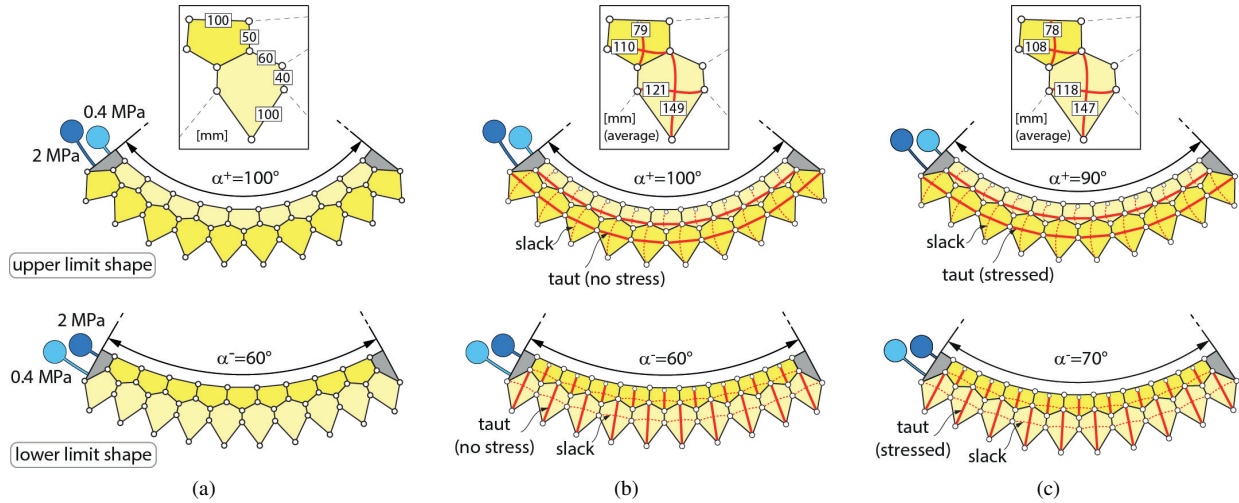 100
50
60
40
100
[mm]
0.4 MPa
2 MPa
α⁺=100°
upper limit shape
2 MPa
0.4 MPa
α⁻=60°
lower limit shape
(a)
79
110
121
149
[mm]
(average)
α⁺=100°
slack
taut (no stress)
α⁻=60°
taut
(no stress)
slack
(b)
78
108
118
147
[mm]
(average)
α⁺=90°
slack
taut (stressed)
α⁻=70°
taut
(stressed)
slack
(c)